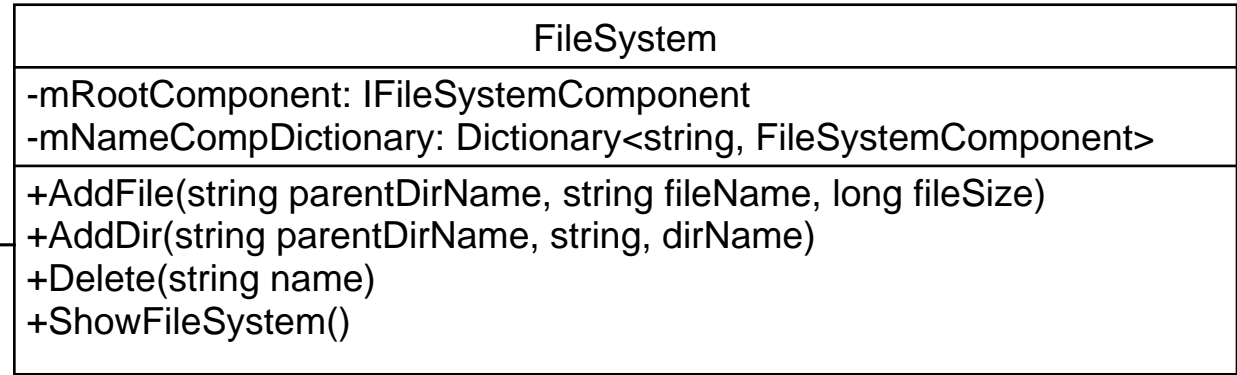 FileSystem
-mRootComponent: IFileSystemComponent
-mNameCompDictionary: Dictionary<string, FileSystemComponent>
+AddFile(string parentDirName, string fileName, long fileSize)
+AddDir(string parentDirName, string, dirName)
+Delete(string name)
+ShowFileSystem()